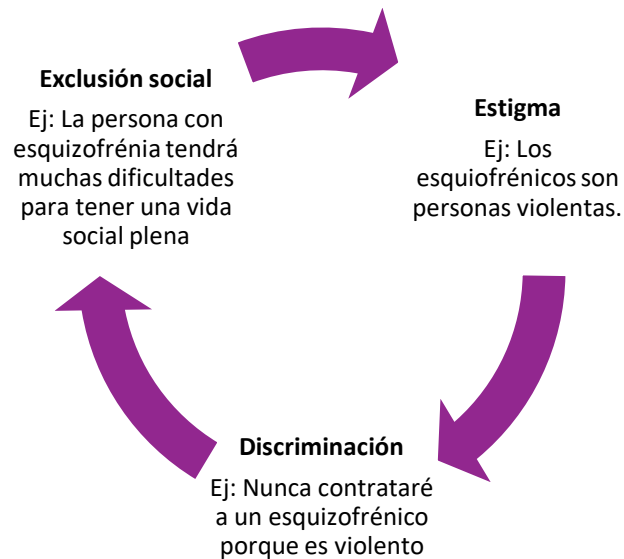 Exclusión social
Ej: La persona con
esquizofrénia tendrá
muchas dificultades
para tener una vida
social plena
Estigma
Ej: Los
esquiofrénicos son
personas violentas.
Discriminación
Ej: Nunca contrataré
a un esquizofrénico
porque es violento